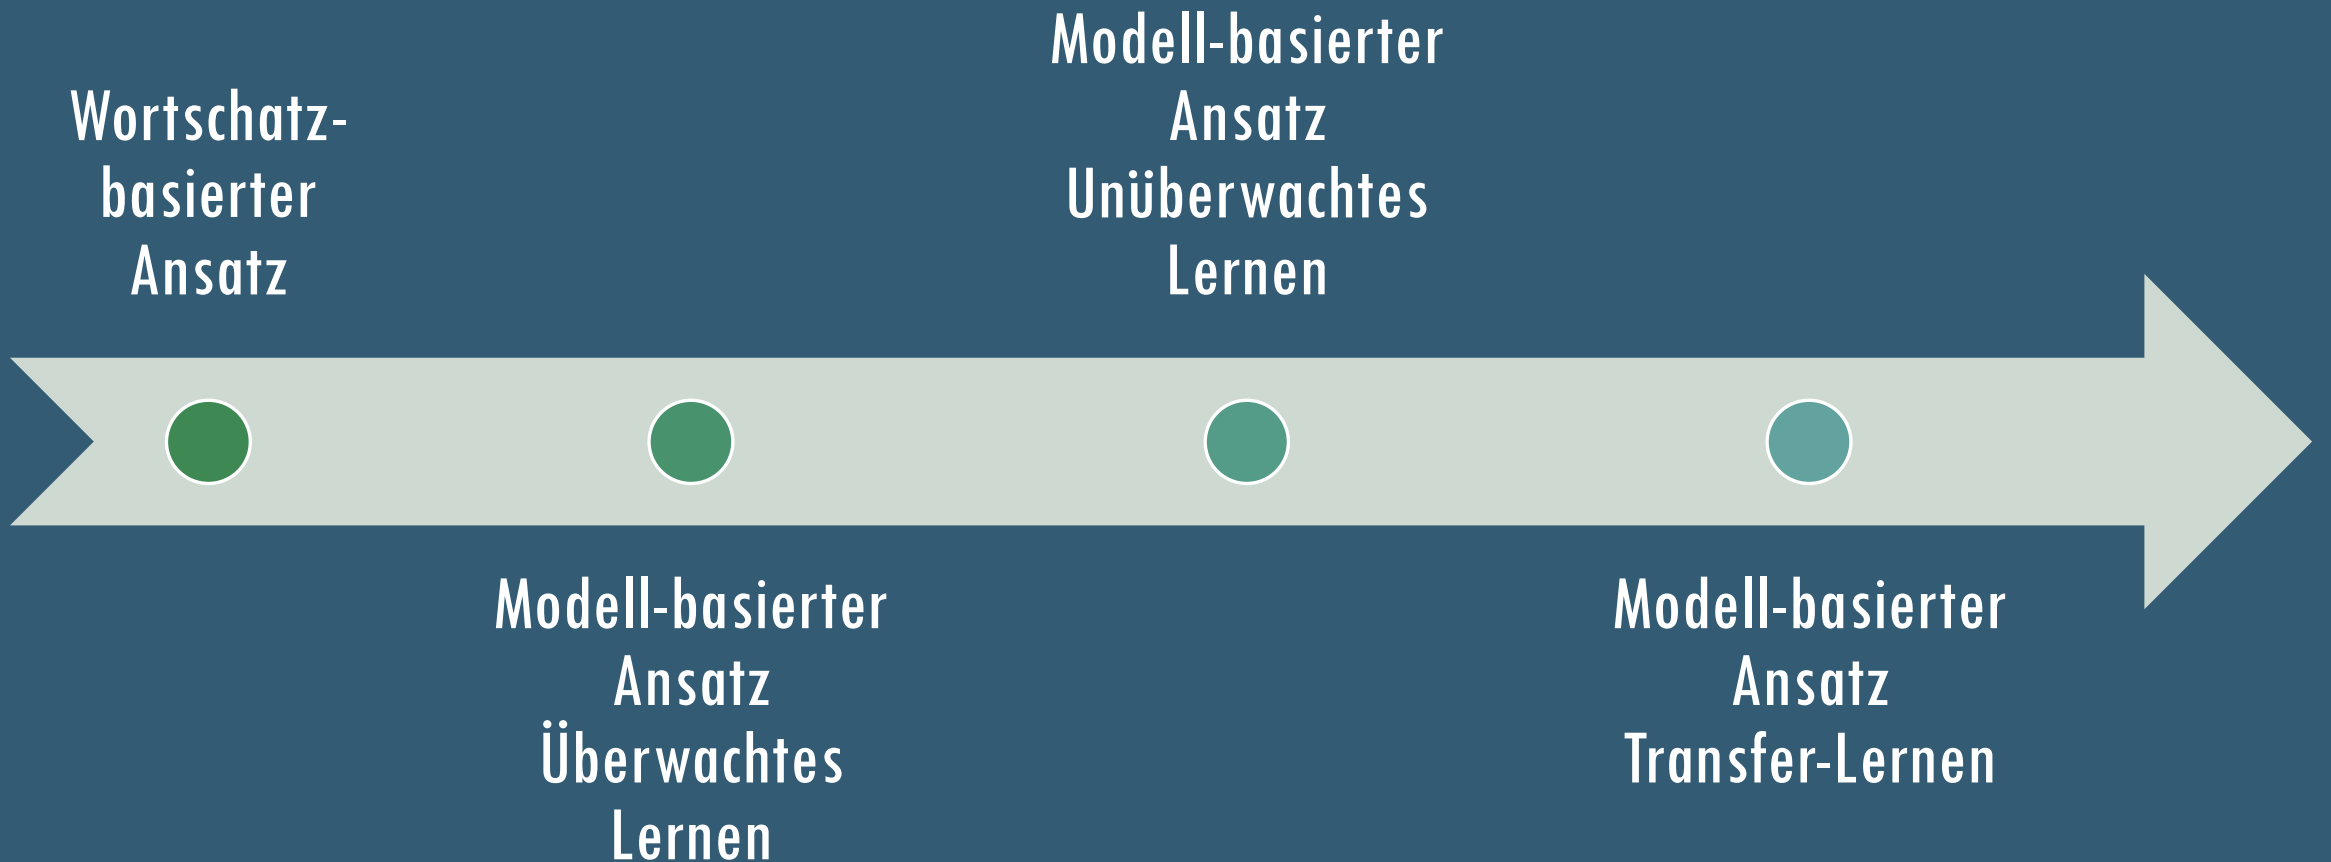 Wortschatz-
basierter
Ansatz
Modell-basierter
Ansatz
Überwachtes
Lernen
Modell-basierter
Ansatz
Unüberwachtes
Lernen
Modell-basierter
Ansatz
Transfer-Lernen